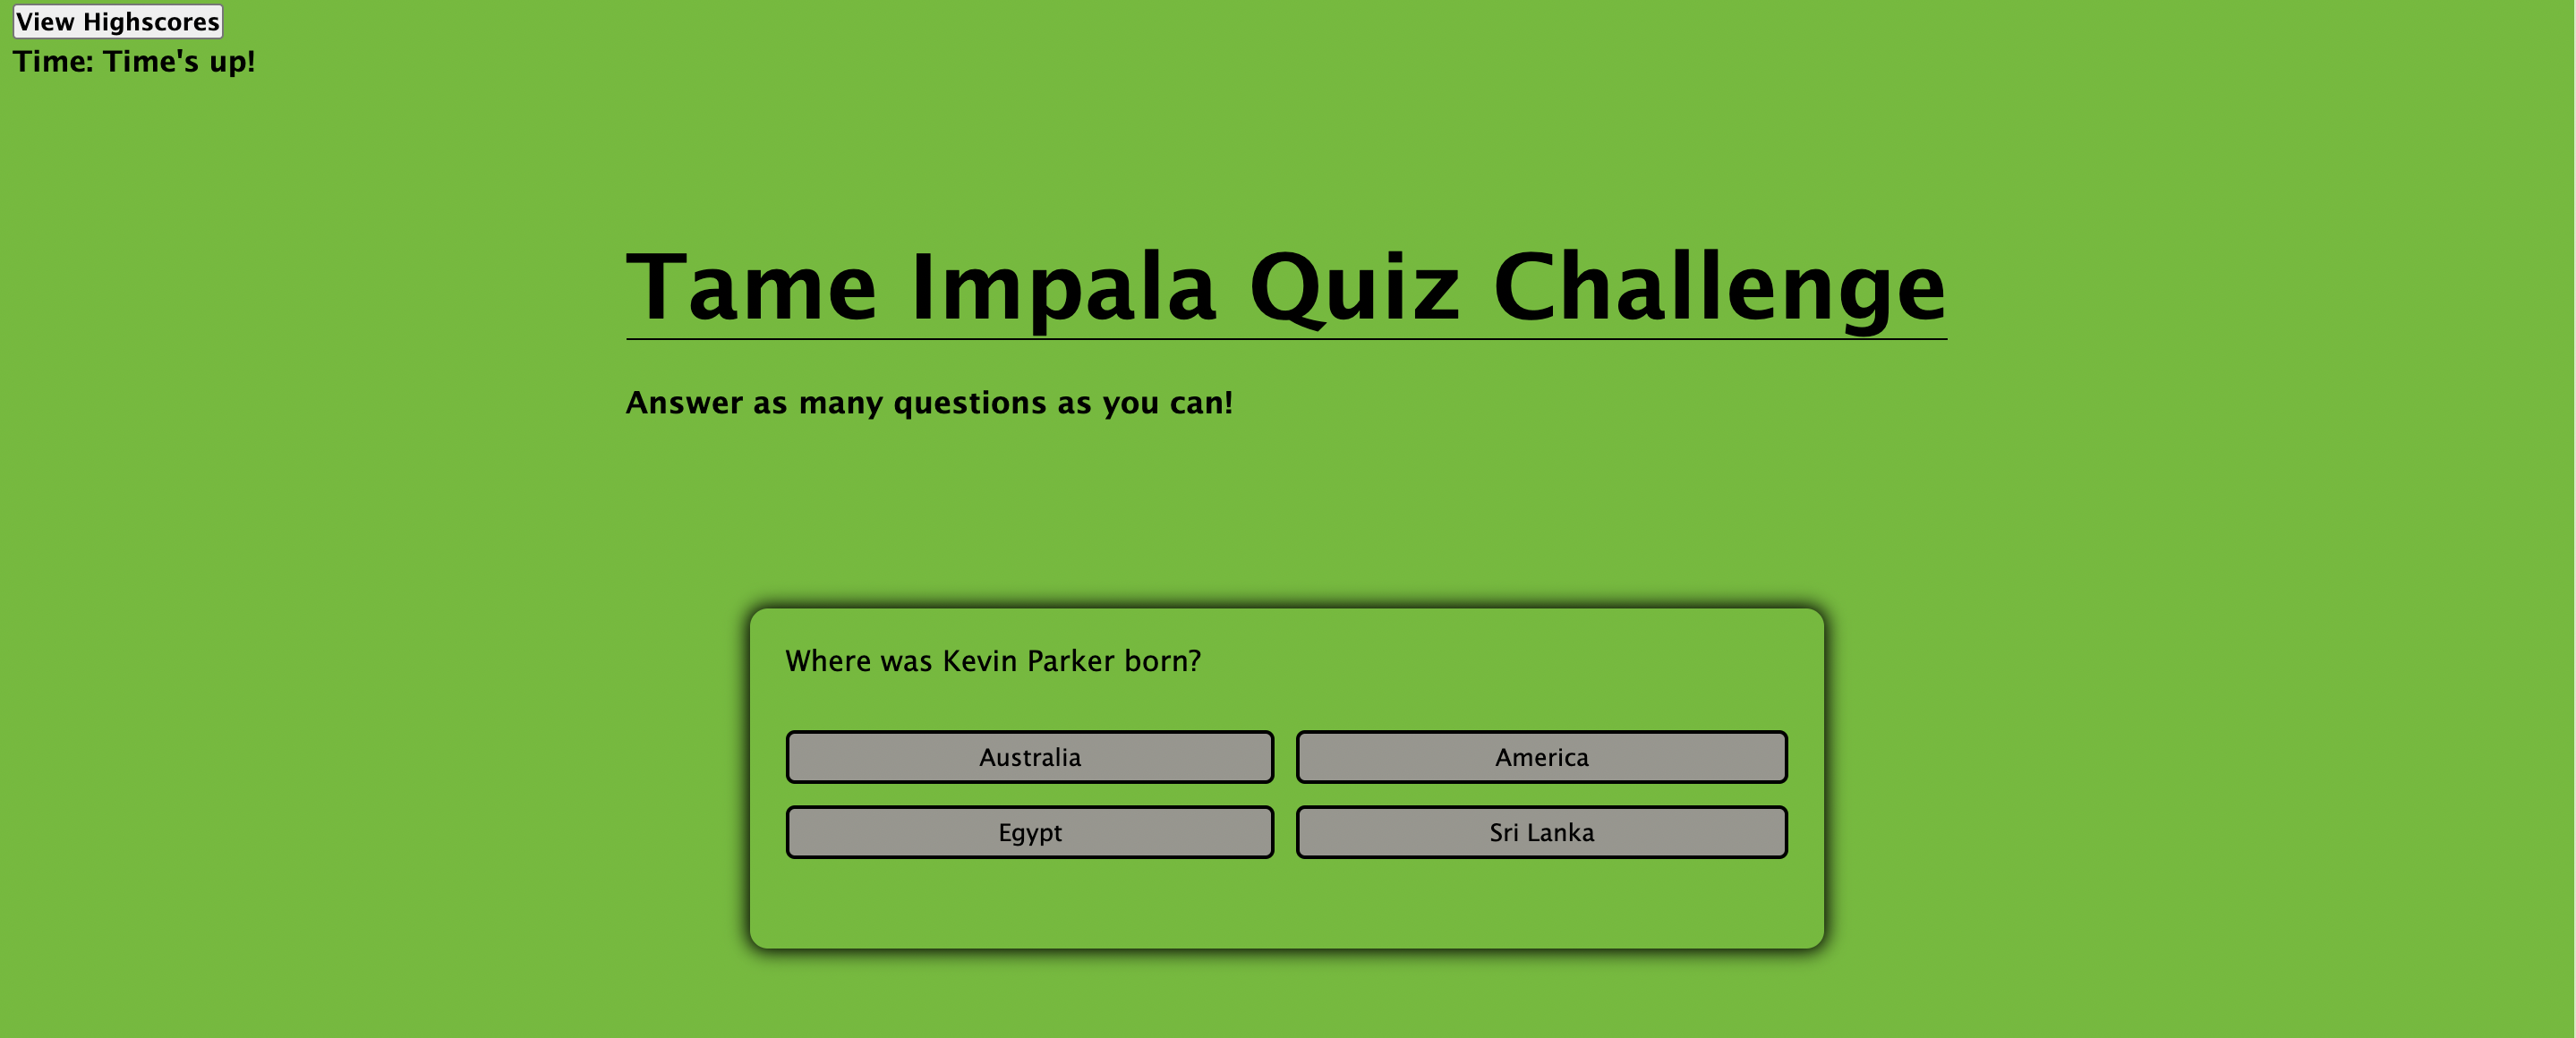 View Highscores
Time: Time's up!
Tame Impala Quiz Challenge
Answer as many questions as you can!
Where was Kevin Parker born?
Australia
America
Egypt
Sri Lanka